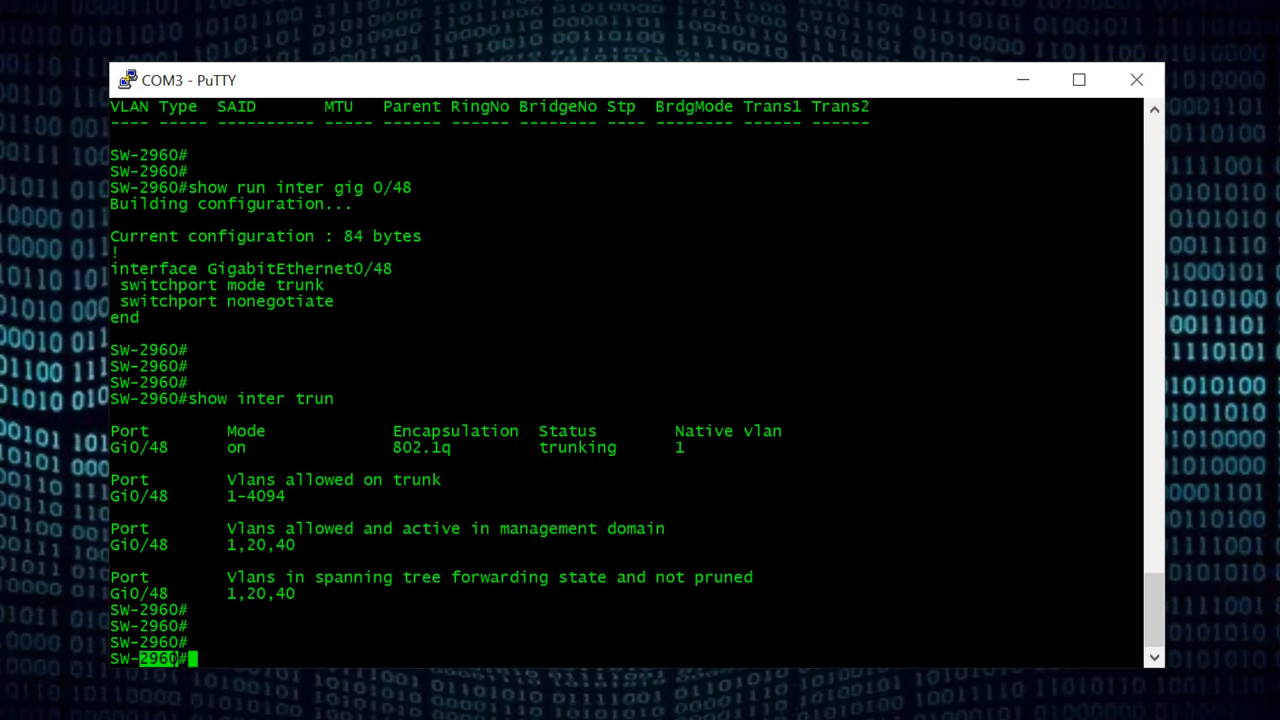 COM3 - PuTTY
VLAN Type SAID MTU Parent RingNo BridgeNo Stp BrdgMode Trans1 Trans2
---- ----- ---------- ----- ------ ------ -------- ---- -------- ------ ------
SW-2960#
SW-2960#
SW-2960#show run inter gig 0/48
Building configuration...
Current configuration : 84 bytes
!
interface GigabitEthernet0/48
switchport mode trunk
switchport nonegotiate
end
SW-2960#
SW-2960#
SW-2960#
SW-2960#show inter trun
Port Mode Encapsulation Status Native vlan
Gi0/48 on 802.1q trunking 1
Port Vlans allowed on trunk
Gi0/48 1-4094
Port Vlans allowed and active in management domain
Gi0/48 1,20,40
Port Vlans in spanning tree forwarding state and not pruned
Gi0/48 1,20,40
SW-2960#
SW-2960#
SW-2960#
SW-2960#